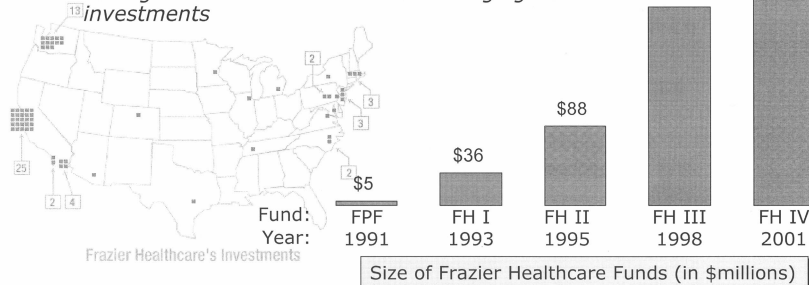 investments
13
2
3
3
2
25
2
4
Frazier Healthcare's Investments
$5
$36
$88
Fund: FPF FH I FH II FH III FH IV
Year: 1991 1993 1995 1998 2001
Size of Frazier Healthcare Funds (in $millions)